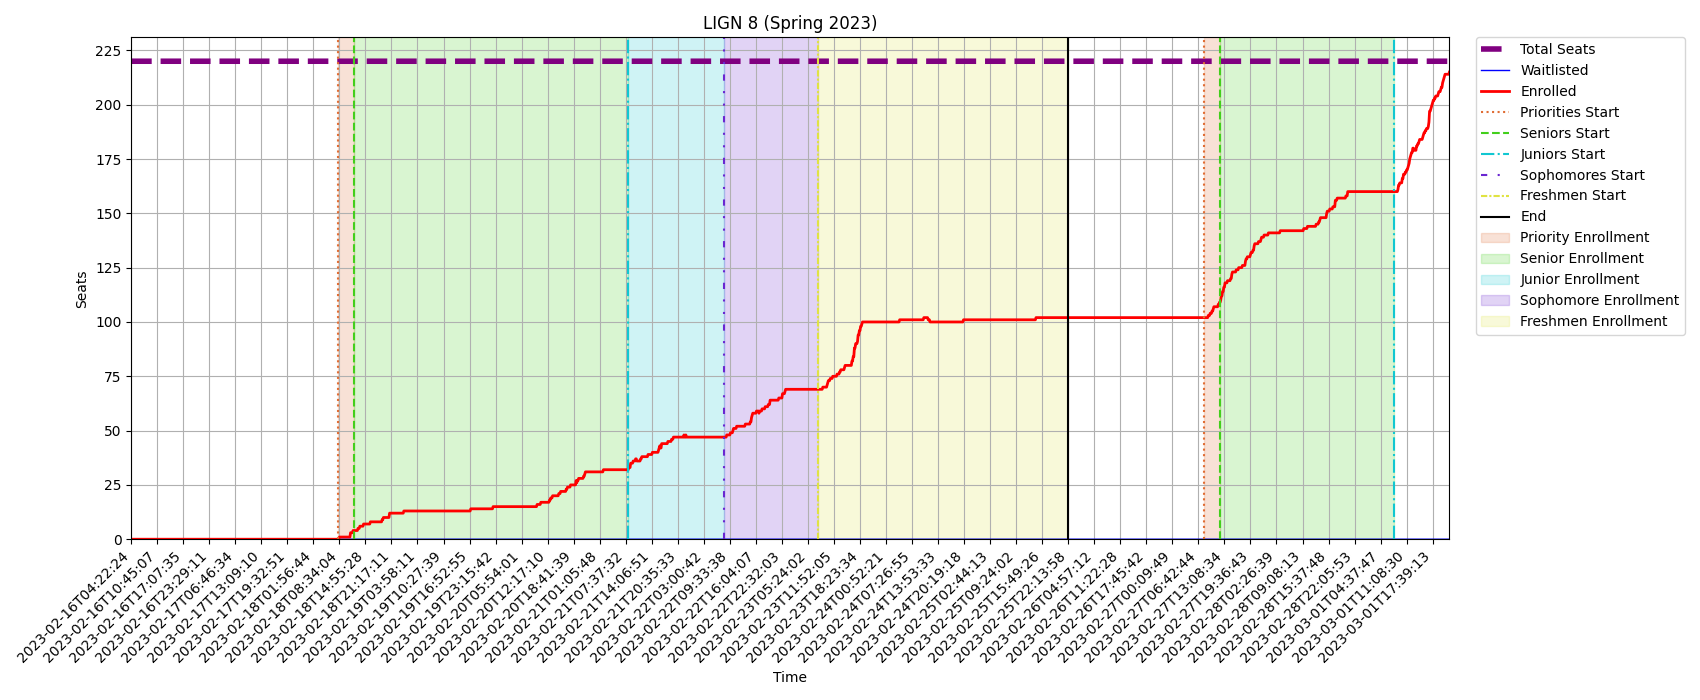 LIGN 8 (Spring 2023)
Seats
225
200
175
150
125
100
75
50
25
0
2023-02-16T04:22:24
2023-02-16T10:45:07
2023-02-16T17:07:35
2023-02-16T23:29:11
2023-02-17T06:46:34
2023-02-17T13:09:10
2023-02-17T19:32:51
2023-02-18T01:56:44
2023-02-18T08:34:04
2023-02-18T14:55:28
2023-02-18T21:17:11
2023-02-19T03:58:11
2023-02-19T10:27:39
2023-02-19T16:52:55
2023-02-19T23:15:42
2023-02-20T05:54:01
2023-02-20T12:17:10
2023-02-20T18:41:39
2023-02-21T01:05:48
2023-02-21T07:37:32
2023-02-21T14:06:51
2023-02-21T20:35:33
2023-02-22T03:00:42
2023-02-22T09:33:38
2023-02-22T16:04:07
2023-02-22T22:32:03
2023-02-23T05:24:02
2023-02-23T11:52:05
2023-02-23T18:23:34
2023-02-24T00:52:21
2023-02-24T07:26:55
2023-02-24T13:53:33
2023-02-24T20:19:18
2023-02-25T02:44:13
2023-02-25T09:24:02
2023-02-25T15:49:26
2023-02-25T22:13:58
2023-02-26T04:57:12
2023-02-26T11:22:28
2023-02-26T17:45:42
2023-02-27T00:09:49
2023-02-27T06:42:44
2023-02-27T13:08:34
2023-02-27T19:36:43
2023-02-28T02:26:39
2023-02-28T09:08:13
2023-02-28T15:37:48
2023-02-28T22:05:53
2023-03-01T04:37:47
2023-03-01T11:08:30
2023-03-01T17:39:13
Time
Total Seats
Waitlisted
Enrolled
Priorities Start
Seniors Start
Juniors Start
Sophomores Start
Freshmen Start
End
Priority Enrollment
Senior Enrollment
Junior Enrollment
Sophomore Enrollment
Freshmen Enrollment